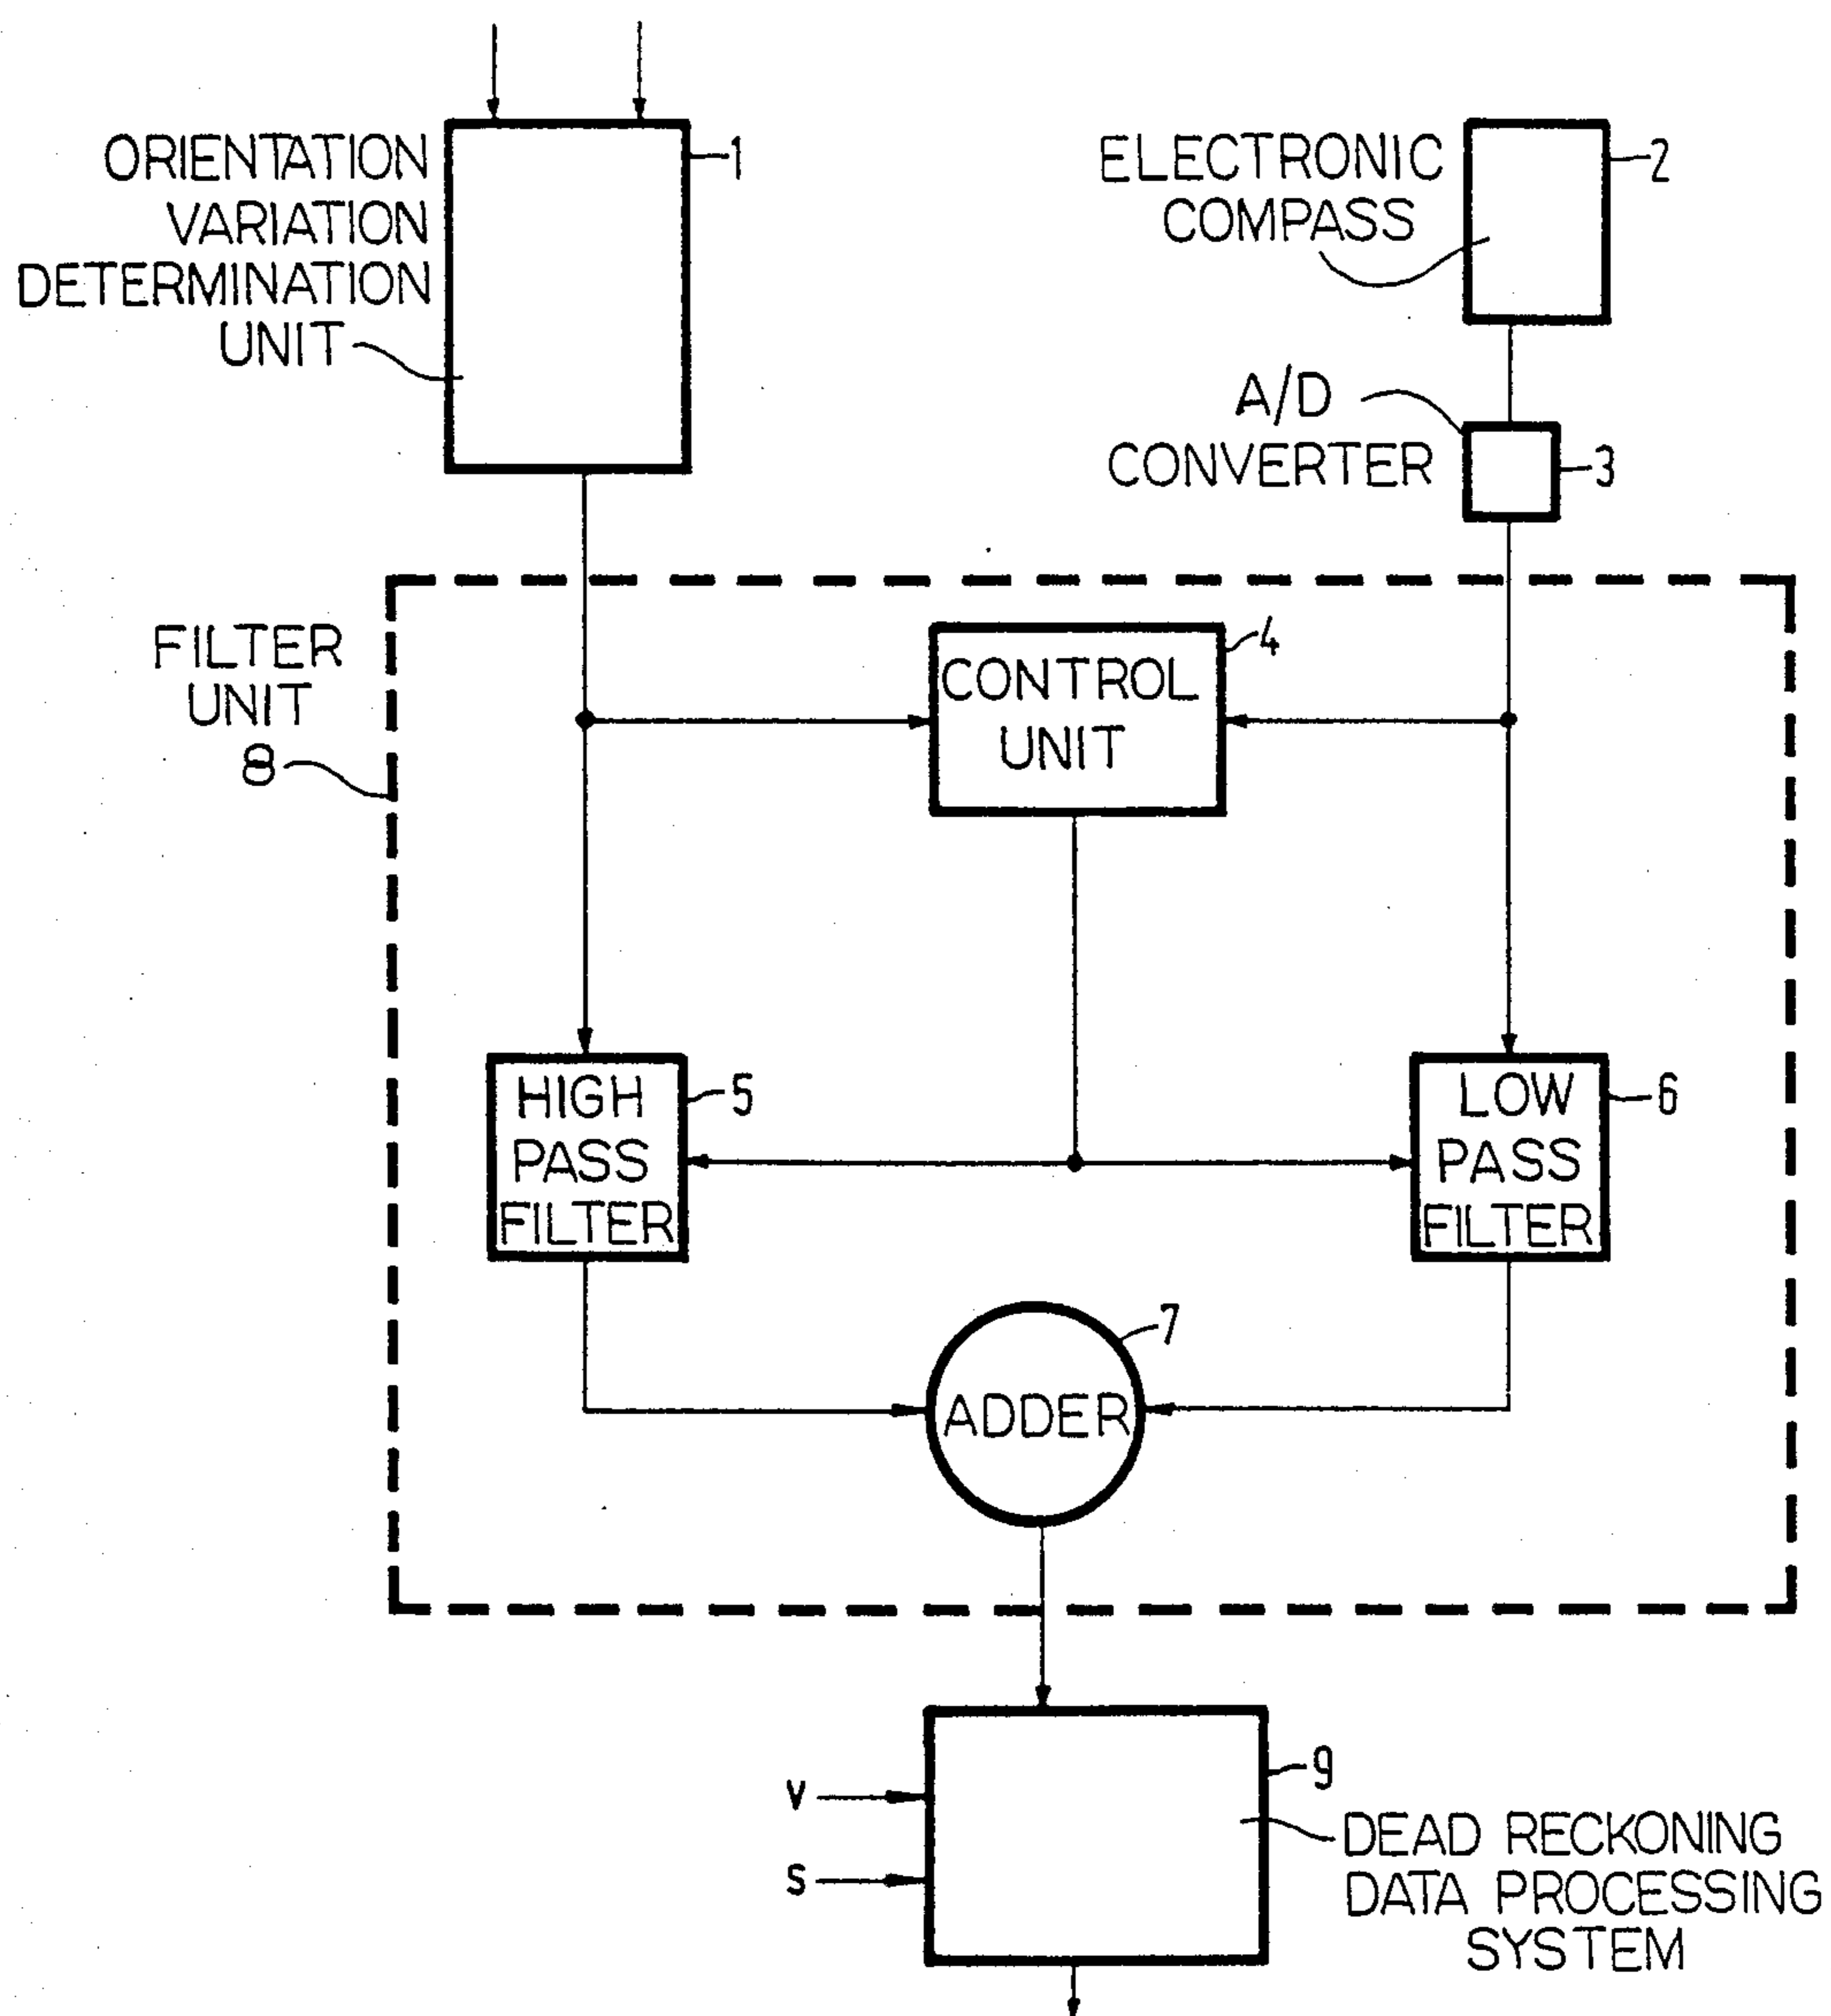 ORIENTATION
VARIATION
DETERMINATION
UNIT
1
ELECTRONIC
COMPASS
2
A/D
CONVERTER
3
FILTER
UNIT
8
CONTROL
UNIT
4
HIGH
PASS
FILTER
5
LOW
PASS
FILTER
6
ADDER
7
V
S
9
DEAD RECKONING
DATA PROCESSING
SYSTEM